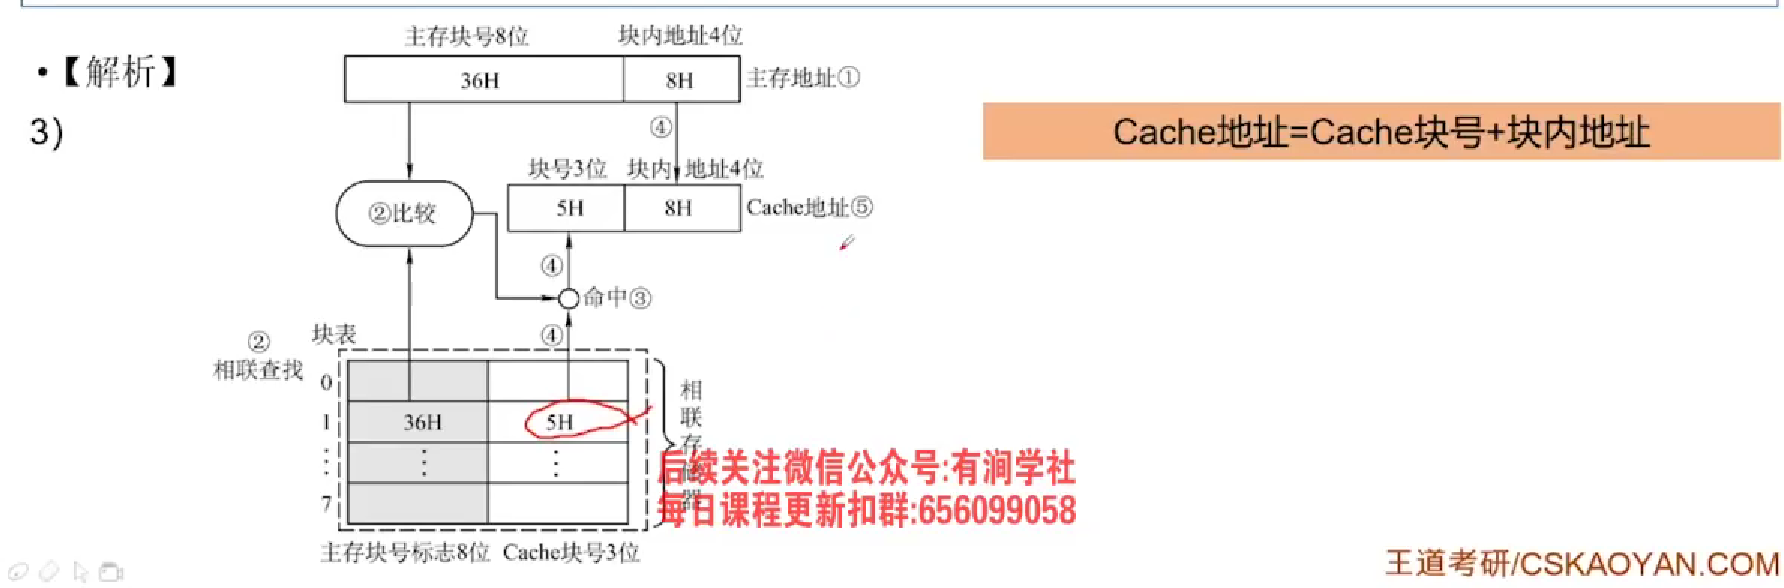 主存块号8位 块内地址4位
•【解析】
36H 8H 主存地址①
3)
④
Cache地址=Cache块号+块内地址
块号3位 块内地址4位
②比较
5H 8H Cache地址⑤
④
命中③
④
② 块表
相联查找
0
1 36H 5H
⋮ ⋮ ⋮
7
相联存储器
后续关注微信公众号:有涧学社
每日课程更新扣群:656099058
主存块号标志8位 Cache块号3位
王道考研/CSKAOYAN.COM